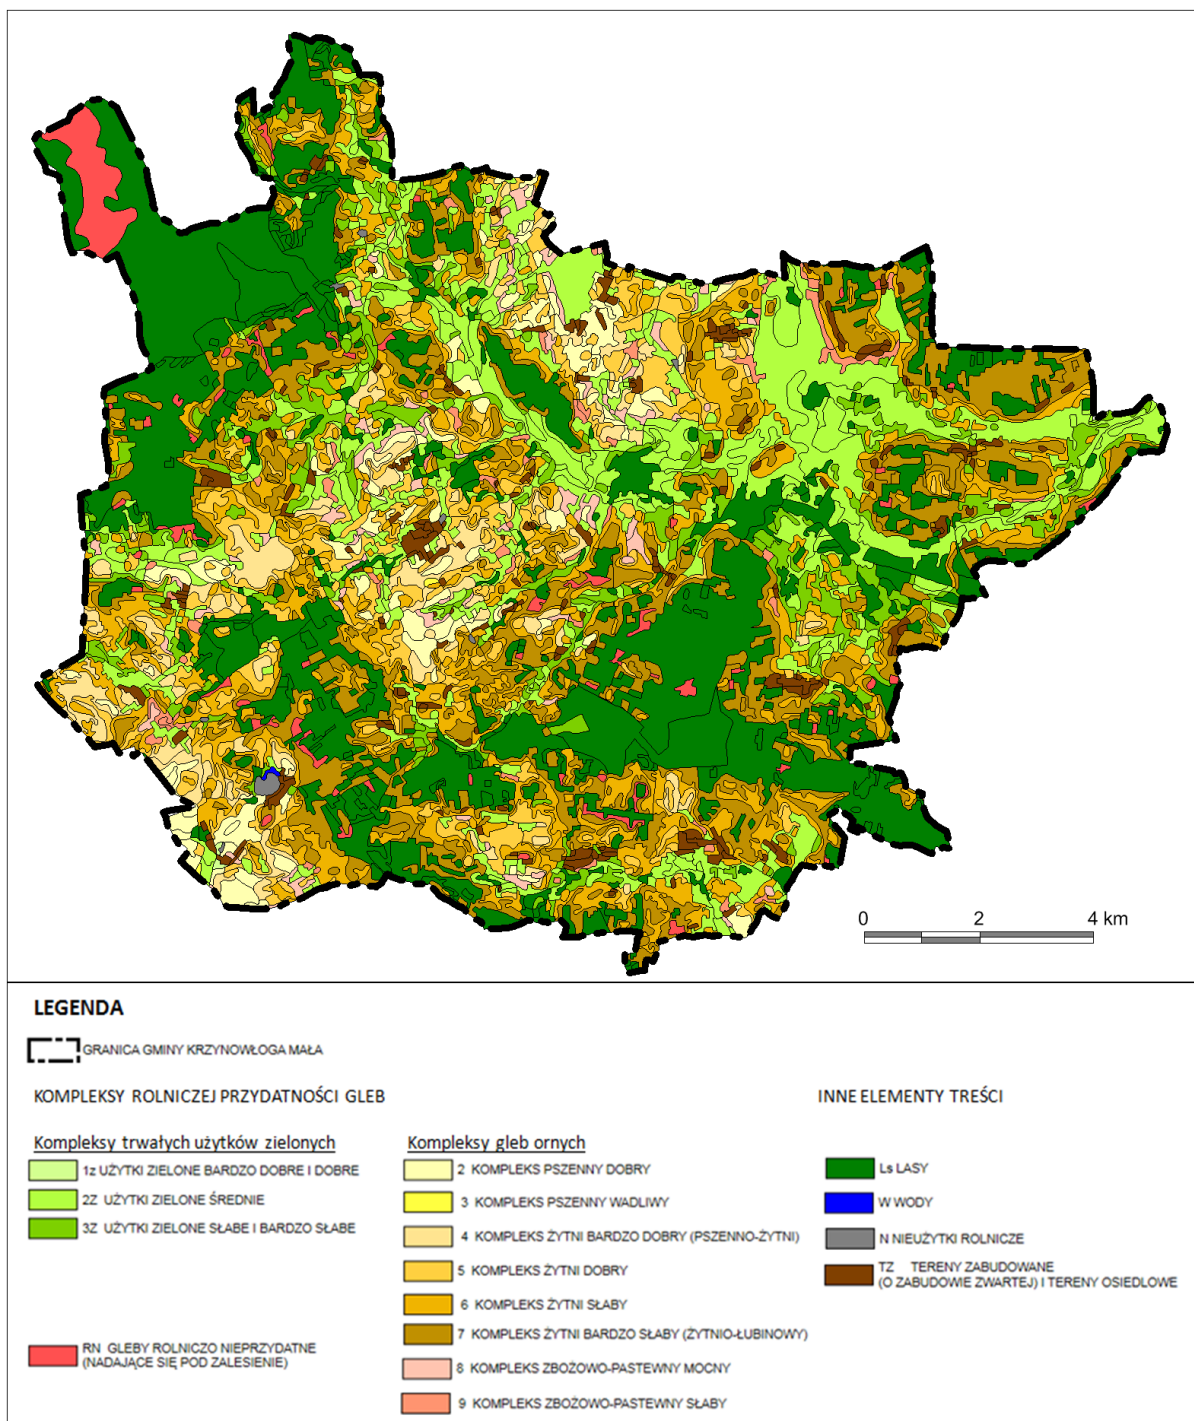 0 2 4 km
LEGENDA
GRANICA GMINY KRZYNOWŁOGA MAŁA
KOMPLEKSY ROLNICZEJ PRZYDATNOŚCI GLEB
INNE ELEMENTY TREŚCI
Kompleksy trwałych użytków zielonych
1z UŻYTKI ZIELONE BARDZO DOBRE I DOBRE
2Z UŻYTKI ZIELONE ŚREDNIE
3Z UŻYTKI ZIELONE SŁABE I BARDZO SŁABE
RN GLEBY ROLNICZO NIEPRZYDATNE
(NADAJĄCE SIĘ POD ZALESIENIE)
Kompleksy gleb ornych
2 KOMPLEKS PSZENNY DOBRY
3 KOMPLEKS PSZENNY WADLIWY
4 KOMPLEKS ŻYTNI BARDZO DOBRY (PSZENNO-ŻYTNI)
5 KOMPLEKS ŻYTNI DOBRY
6 KOMPLEKS ŻYTNI SŁABY
7 KOMPLEKS ŻYTNI BARDZO SŁABY (ŻYTNIO-ŁUBINOWY)
8 KOMPLEKS ZBOŻOWO-PASTEWNY MOCNY
9 KOMPLEKS ZBOŻOWO-PASTEWNY SŁABY
Ls LASY
W WODY
N NIEUŻYTKI ROLNICZE
TZ TERENY ZABUDOWANE
(O ZABUDOWIE ZWARTEJ) I TERENY OSIEDLOWE